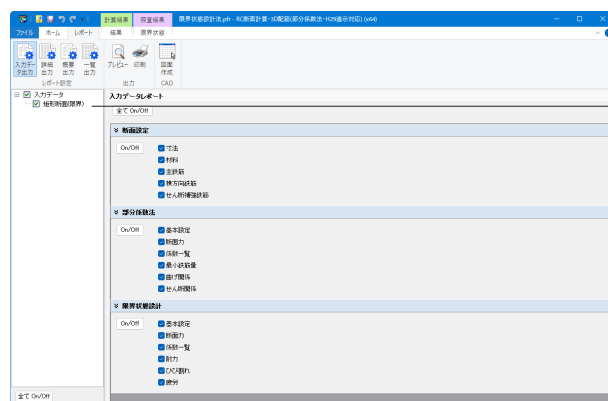 計算結果 照査結果 限界状態設計法.pfr - RC断面計算・3D配筋(部分係数法・H29道示対応) (x64)
ファイル ホーム レポート 結果 限界状態
入力データ出力 詳細出力 概要出力 一覧出力 プレビュー 印刷 図面作成
レポート設定 出力 CAD
入力データ
矩形断面(限界)
入力データレポート
全て On/Off
断面設定
On/Off
寸法
材料
主鉄筋
横方向鉄筋
せん断補強鉄筋
部分係数法
On/Off
基本設定
断面力
係数一覧
最小鉄筋量
曲げ関係
せん断関係
限界状態設計
On/Off
基本設定
断面力
係数一覧
耐力
ひび割れ
疲労
全て On/Off